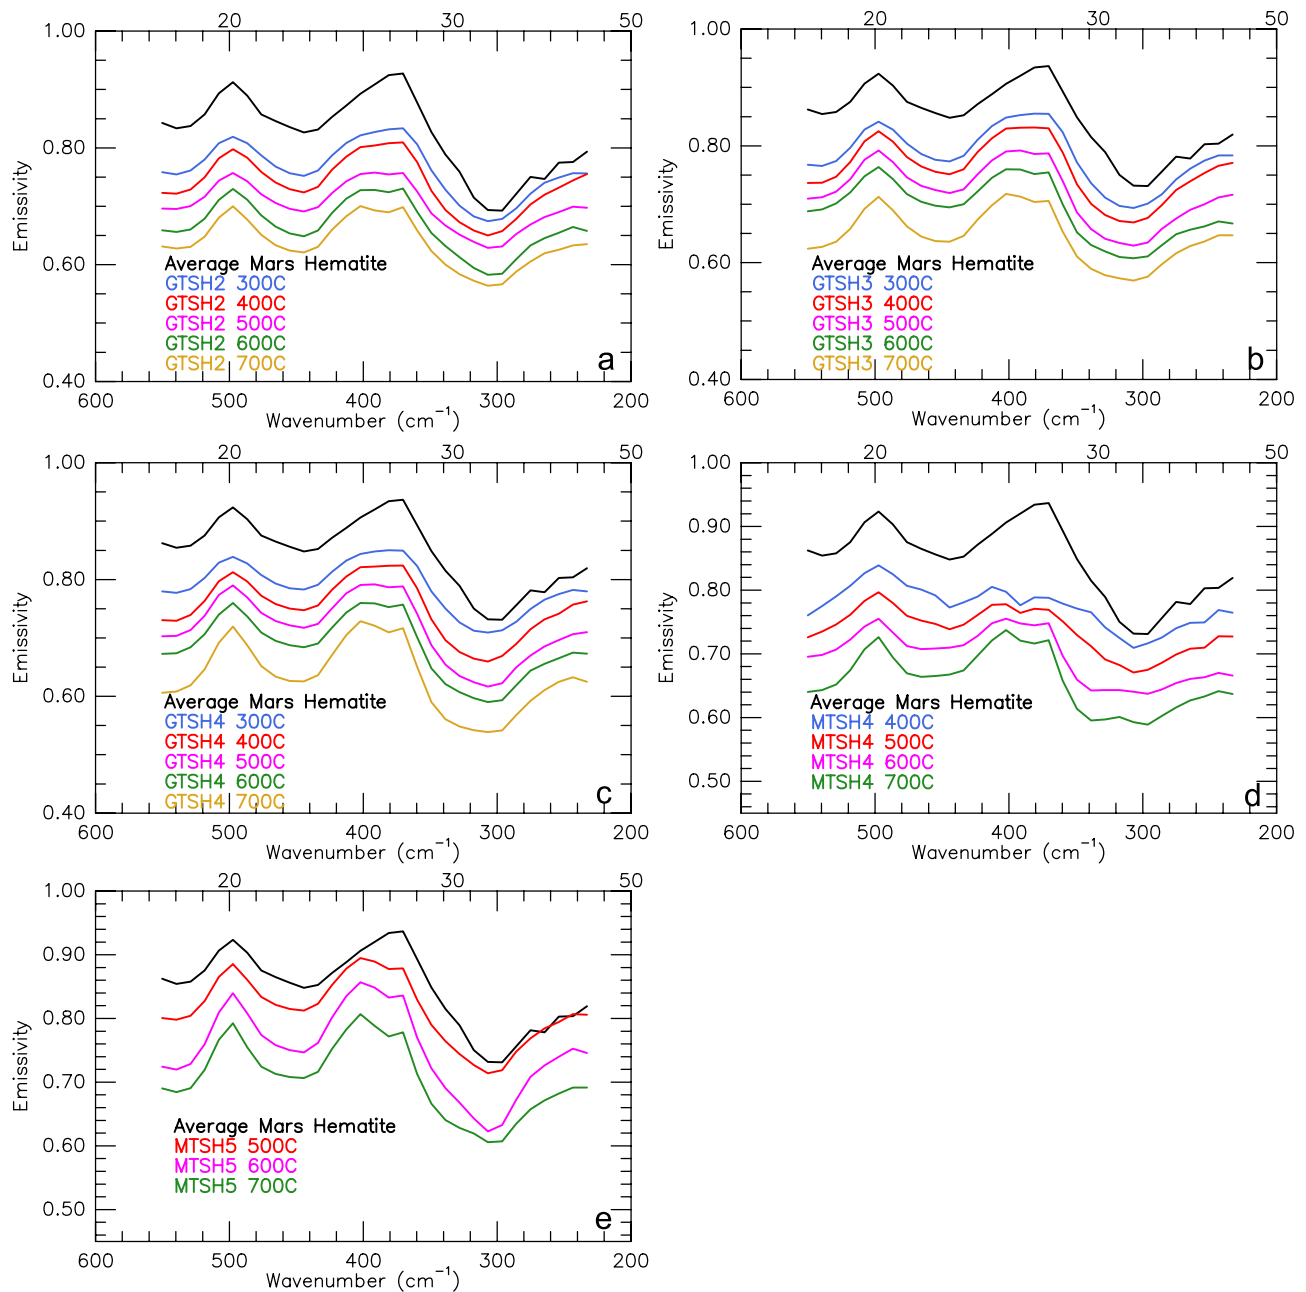 20 30 50
1.00
0.80
0.60
0.40
Emissivity
Average Mars Hematite
GTSH2 300C
GTSH2 400C
GTSH2 500C
GTSH2 600C
GTSH2 700C
a
600 500 400 300 200
Wavenumber (cm⁻¹)
20 30 50
1.00
0.80
0.60
0.40
Emissivity
Average Mars Hematite
GTSH3 300C
GTSH3 400C
GTSH3 500C
GTSH3 600C
GTSH3 700C
b
600 500 400 300 200
Wavenumber (cm⁻¹)
20 30 50
1.00
0.80
0.60
0.40
Emissivity
Average Mars Hematite
GTSH4 300C
GTSH4 400C
GTSH4 500C
GTSH4 600C
GTSH4 700C
c
600 500 400 300 200
Wavenumber (cm⁻¹)
20 30 50
1.00
0.90
0.80
0.70
0.60
0.50
Emissivity
Average Mars Hematite
MTSH4 400C
MTSH4 500C
MTSH4 600C
MTSH4 700C
d
600 500 400 300 200
Wavenumber (cm⁻¹)
20 30 50
1.00
0.90
0.80
0.70
0.60
0.50
Emissivity
Average Mars Hematite
MTSH5 500C
MTSH5 600C
MTSH5 700C
e
600 500 400 300 200
Wavenumber (cm⁻¹)